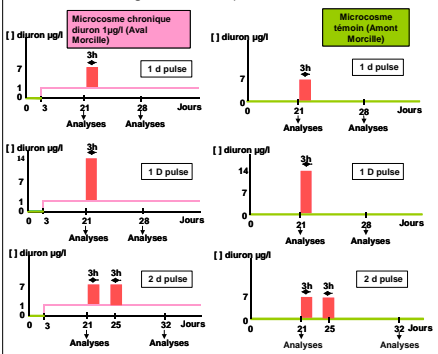 Microcosme chronique
diuron 1µg/l (Aval
Morcille)
Microcosme
témoin (Amont
Morcille)
[ ] diuron µg/l
3h
1 d pulse
7
1
0
0
3
21
28
Jours
Analyses
Analyses
[ ] diuron µg/l
3h
1 d pulse
7
0
0
21
28
Jours
Analyses
Analyses
[ ] diuron µg/l
14
3h
1 D pulse
7
1
0
0
3
21
28
Jours
Analyses
Analyses
[ ] diuron µg/l
14
3h
1 D pulse
7
0
21
28
Jours
Analyses
Analyses
[ ] diuron µg/l
3h
3h
2 d pulse
7
1
0
0
3
21
25
32
Jours
Analyses
Analyses
[ ] diuron µg/l
3h
3h
2 d pulse
7
0
0
21
25
32
Jours
Analyses
Analyses